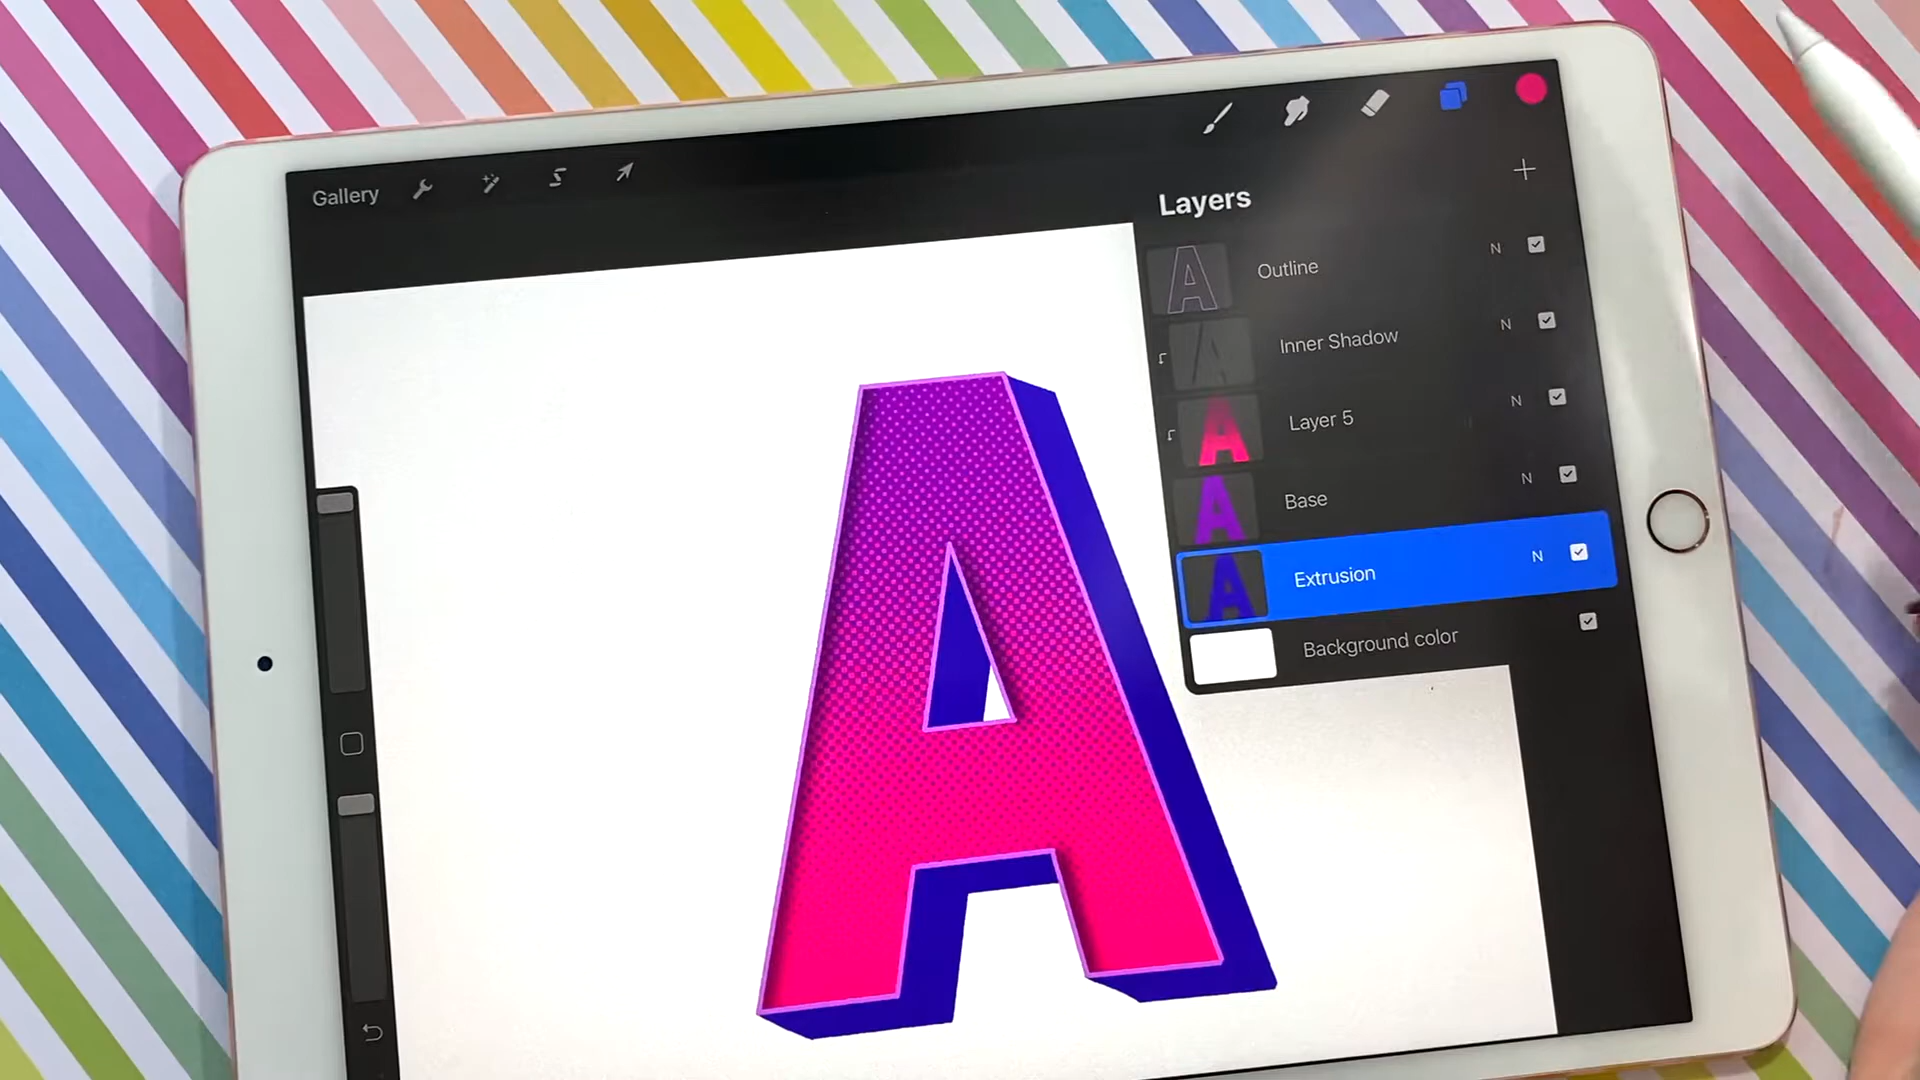 Gallery
Layers
Outline N
Inner Shadow N
Layer 5 N
Base N
Extrusion N
Background color
A